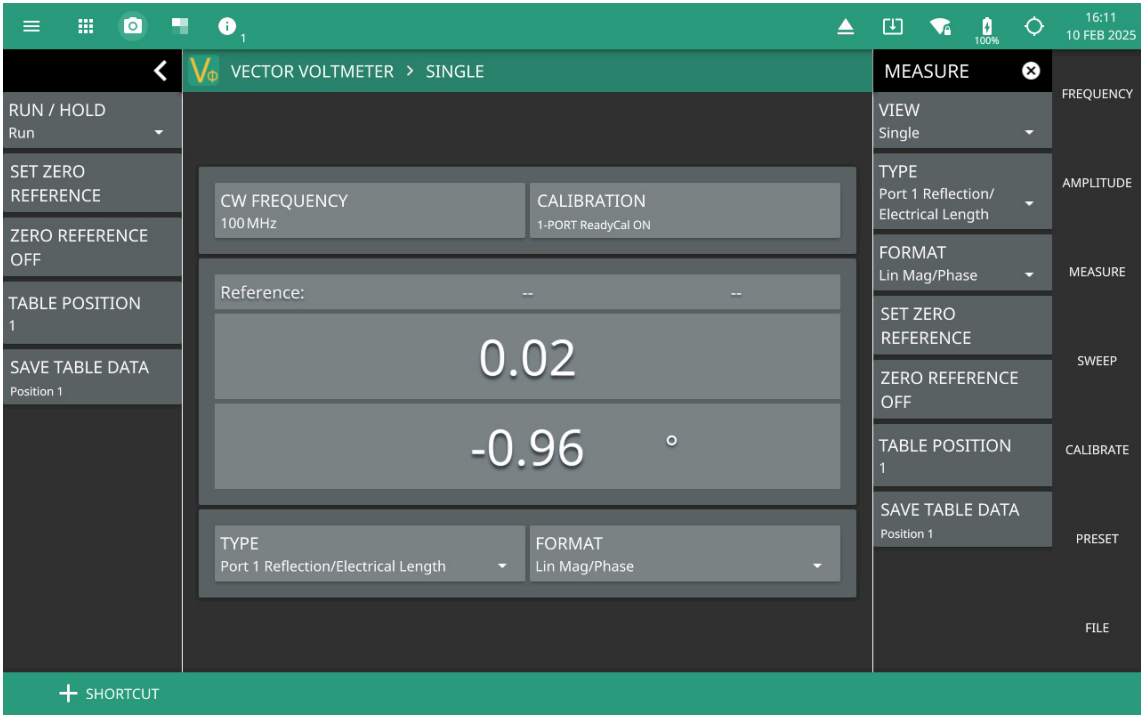 1
100%
16:11
10 FEB 2025
VΦ VECTOR VOLTMETER > SINGLE
RUN / HOLD
Run
SET ZERO
REFERENCE
ZERO REFERENCE
OFF
TABLE POSITION
1
SAVE TABLE DATA
Position 1
CW FREQUENCY
100 MHz
CALIBRATION
1-PORT ReadyCal ON
Reference: -- --
0.02
-0.96 °
TYPE
Port 1 Reflection/Electrical Length
FORMAT
Lin Mag/Phase
MEASURE
VIEW
Single
TYPE
Port 1 Reflection/
Electrical Length
FORMAT
Lin Mag/Phase
SET ZERO
REFERENCE
ZERO REFERENCE
OFF
TABLE POSITION
1
SAVE TABLE DATA
Position 1
FREQUENCY
AMPLITUDE
MEASURE
SWEEP
CALIBRATE
PRESET
FILE
SHORTCUT